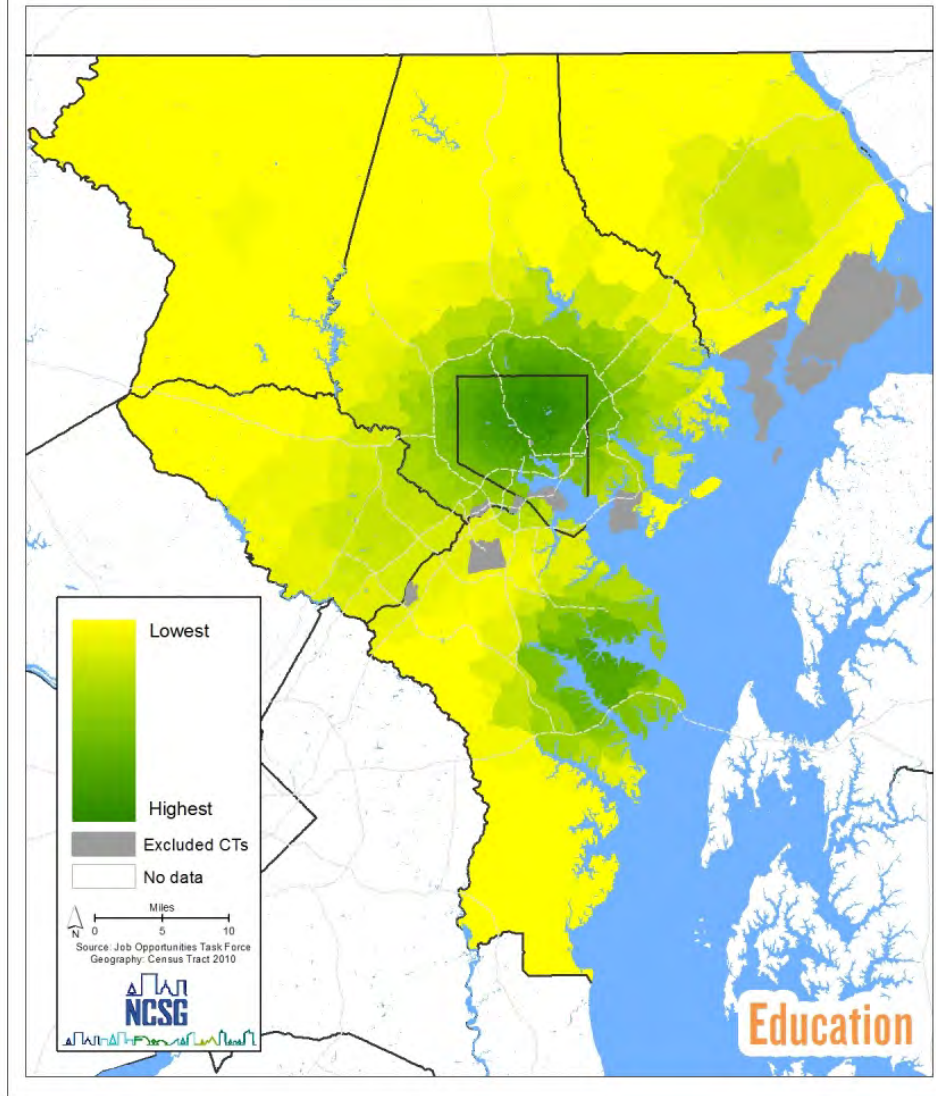 Lowest
Highest
Excluded CTs
No data
Miles
N
0 5 10
Source: Job Opportunities Task Force
Geography: Census Tract 2010
NCSG
Education